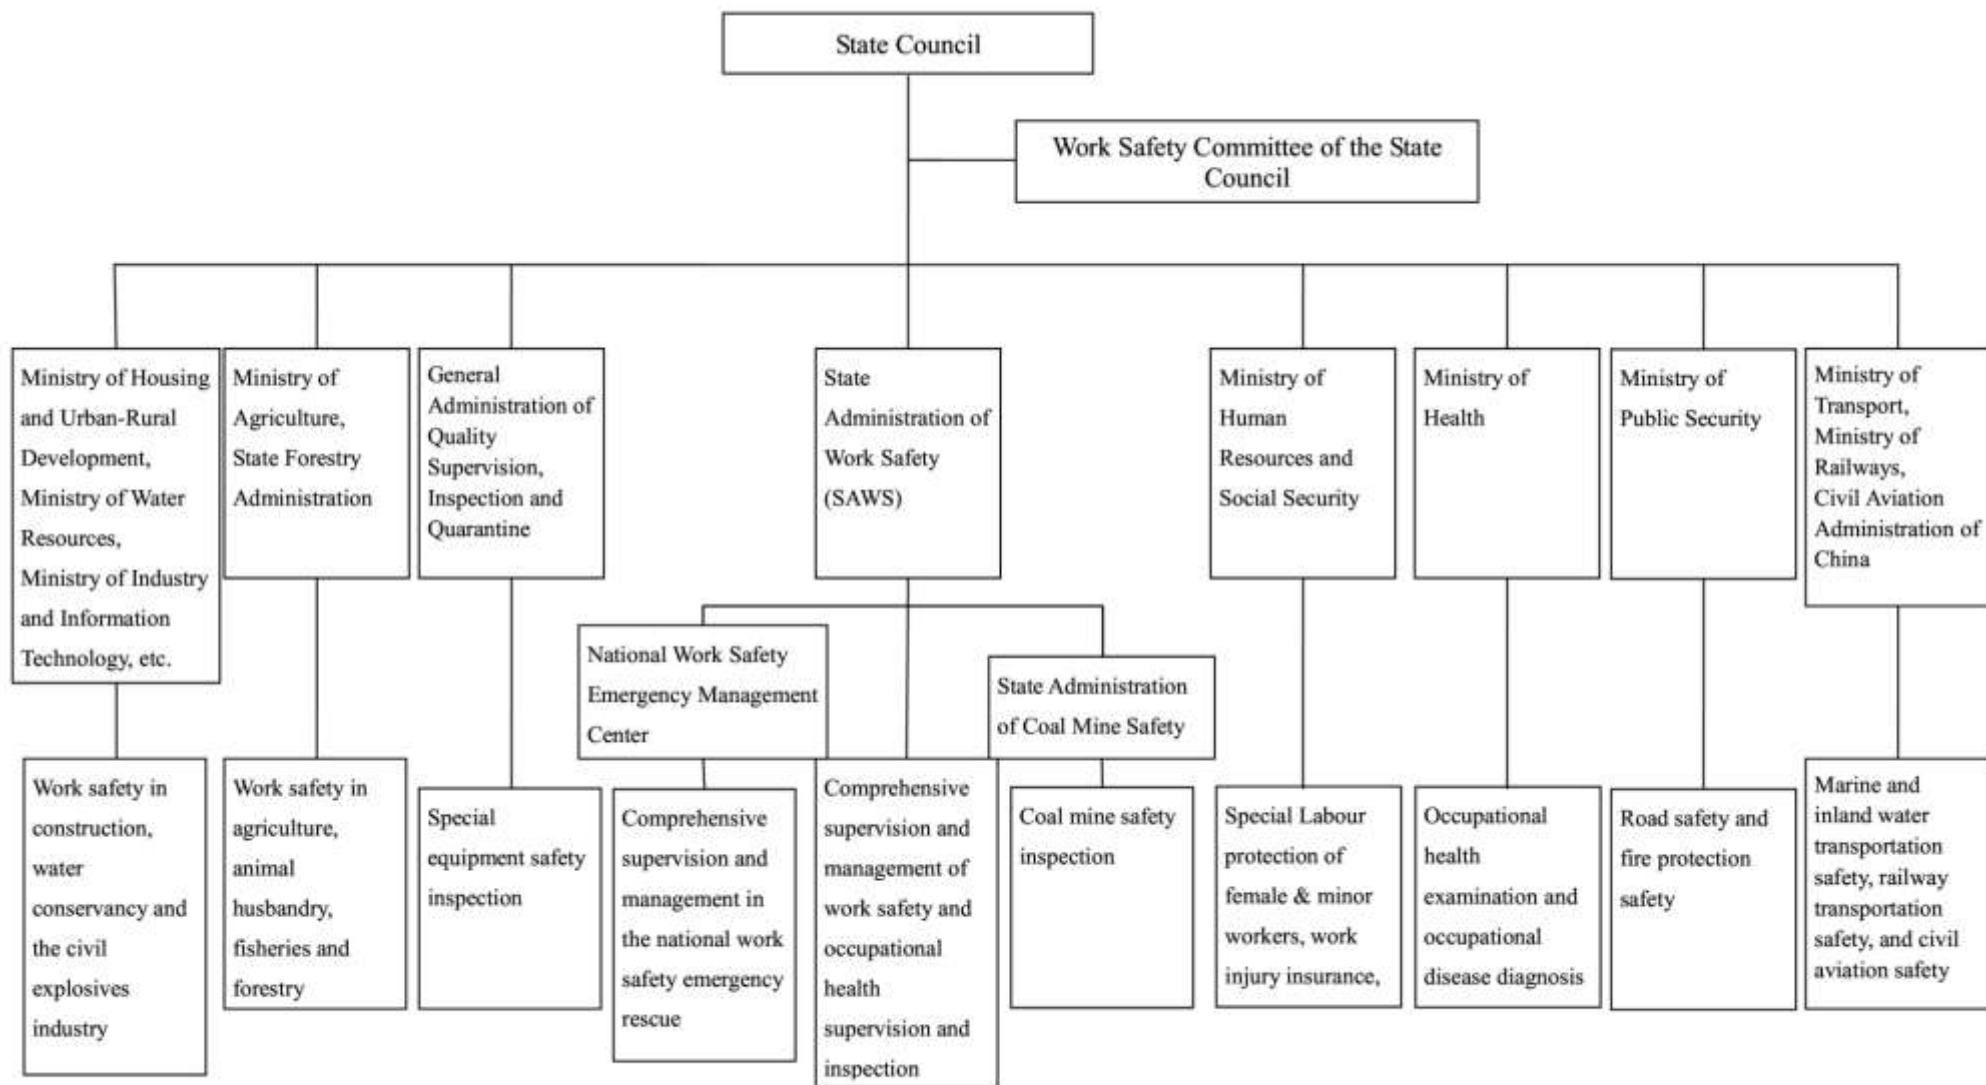 State Council
Work Safety Committee of the State
Council
Ministry of Housing
and Urban-Rural
Development,
Ministry of Water
Resources,
Ministry of Industry
and Information
Technology, etc.
Ministry of
Agriculture,
State Forestry
Administration
General
Administration of
Quality
Supervision,
Inspection and
Quarantine
State
Administration of
Work Safety
(SAWS)
Ministry of
Human
Resources and
Social Security
Ministry of
Health
Ministry of
Public Security
Ministry of
Transport,
Ministry of
Railways,
Civil Aviation
Administration of
China
National Work Safety
Emergency Management
Center
State Administration
of Coal Mine Safety
Work safety in
construction,
water
conservancy and
the civil
explosives
industry
Work safety in
agriculture,
animal
husbandry,
fisheries and
forestry
Special
equipment safety
inspection
Comprehensive
supervision and
management in
the national work
safety emergency
rescue
Comprehensive
supervision and
management of
work safety and
occupational
health
supervision and
inspection
Coal mine safety
inspection
Special Labour
protection of
female & minor
workers, work
injury insurance,
Occupational
health
examination and
occupational
disease diagnosis
Road safety and
fire protection
safety
Marine and
inland water
transportation
safety, railway
transportation
safety, and civil
aviation safety